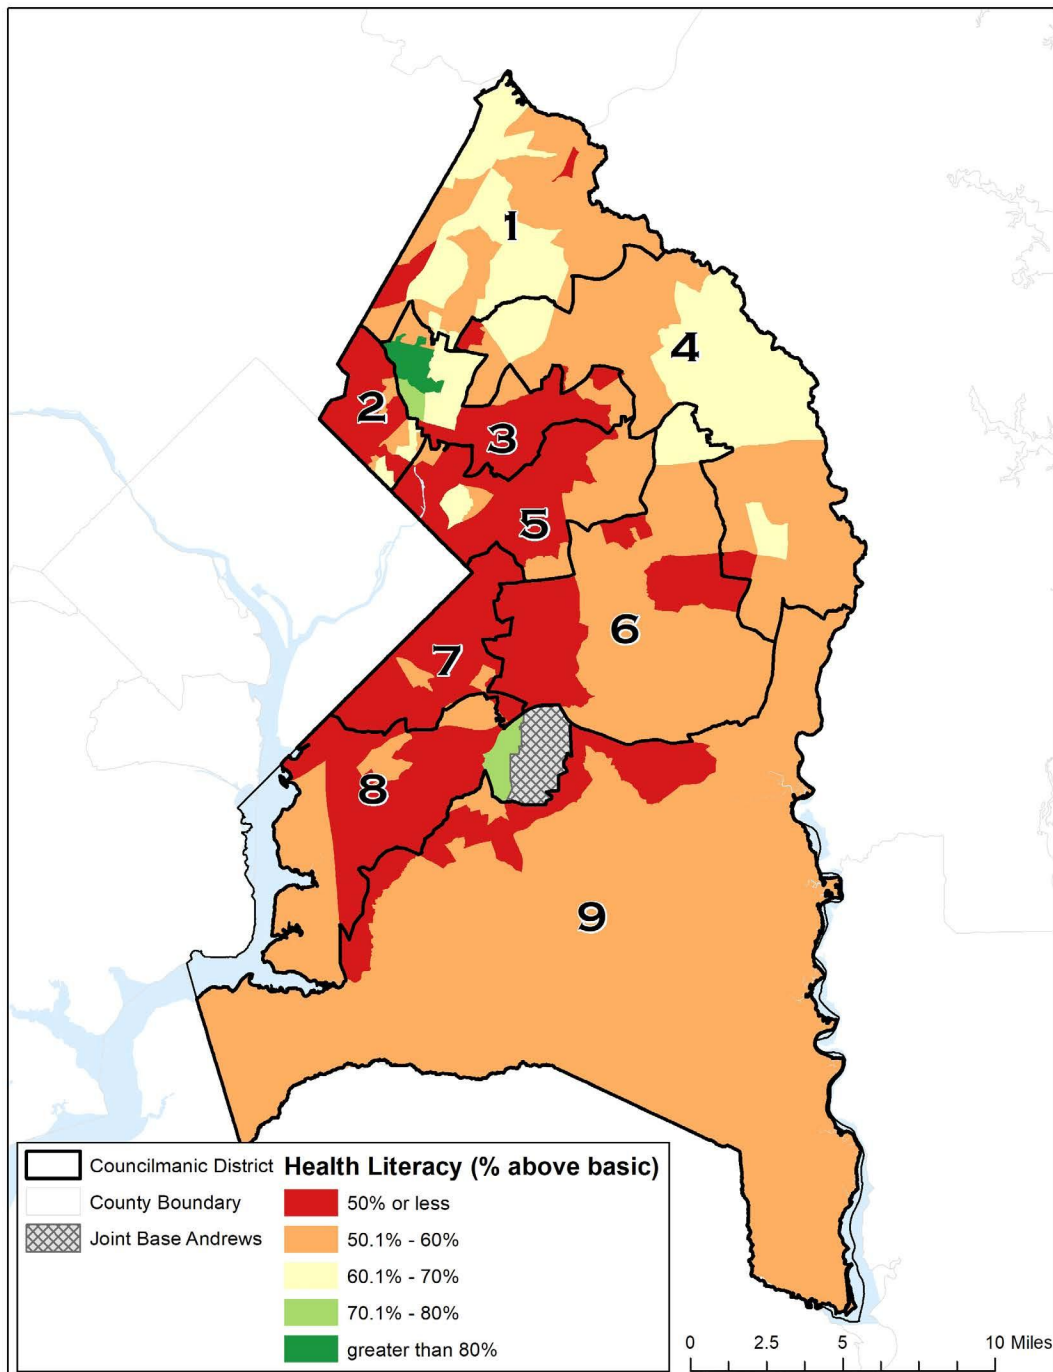 1
4
2
3
5
6
7
8
9
Councilmanic District
County Boundary
Joint Base Andrews
Health Literacy (% above basic)
50% or less
50.1% - 60%
60.1% - 70%
70.1% - 80%
greater than 80%
0 2.5 5 10 Miles